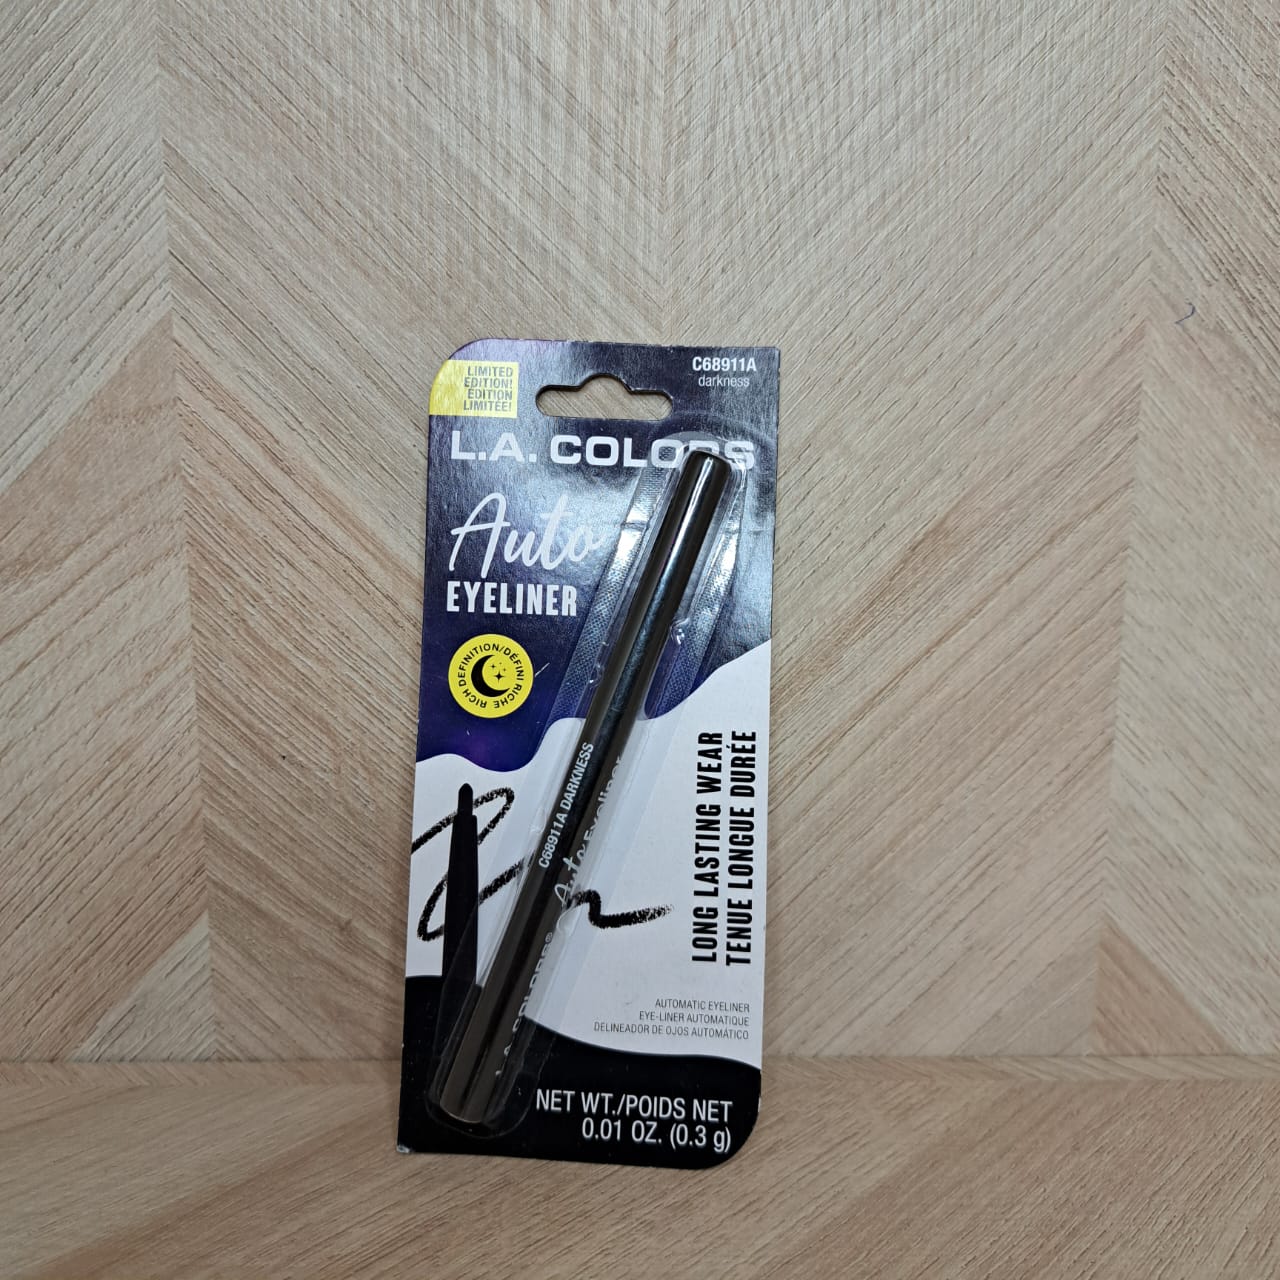 LIMITED
EDITION!
ÉDITION
LIMITÉE!
C68911A
darkness
L.A. COLORS
Auto
EYELINER
RICH DEFINITION/DÉFINI RICHE
C68911A DARKNESS
Auto Eyeliner
LONG LASTING WEAR
TENUE LONGUE DURÉE
AUTOMATIC EYELINER
EYE-LINER AUTOMATIQUE
DELINEADOR DE OJOS AUTOMÁTICO
NET WT./POIDS NET
0.01 OZ. (0.3 g)